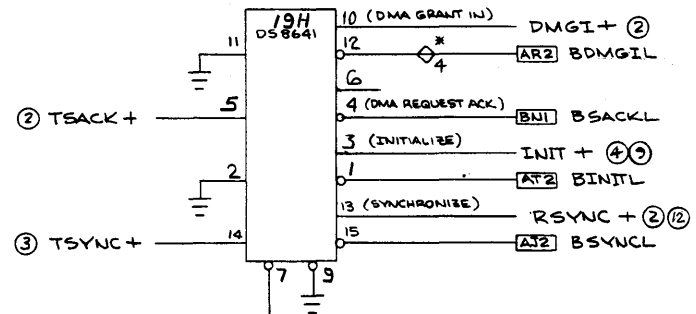 19H
DS8641
10 (DMA GRANT IN) DMGI + ②
11
12 * 4 AR2 BDMGIL
6
② TSACK + 5
4 (DMA REQUEST ACK) BN1 BSACKL
3 (INITIALIZE) INIT + ④⑨
2
1 AT2 BINITL
13 (SYNCHRONIZE) RSYNC + ②⑫
③ TSYNC + 14
15 AJ2 BSYNCL
7 9